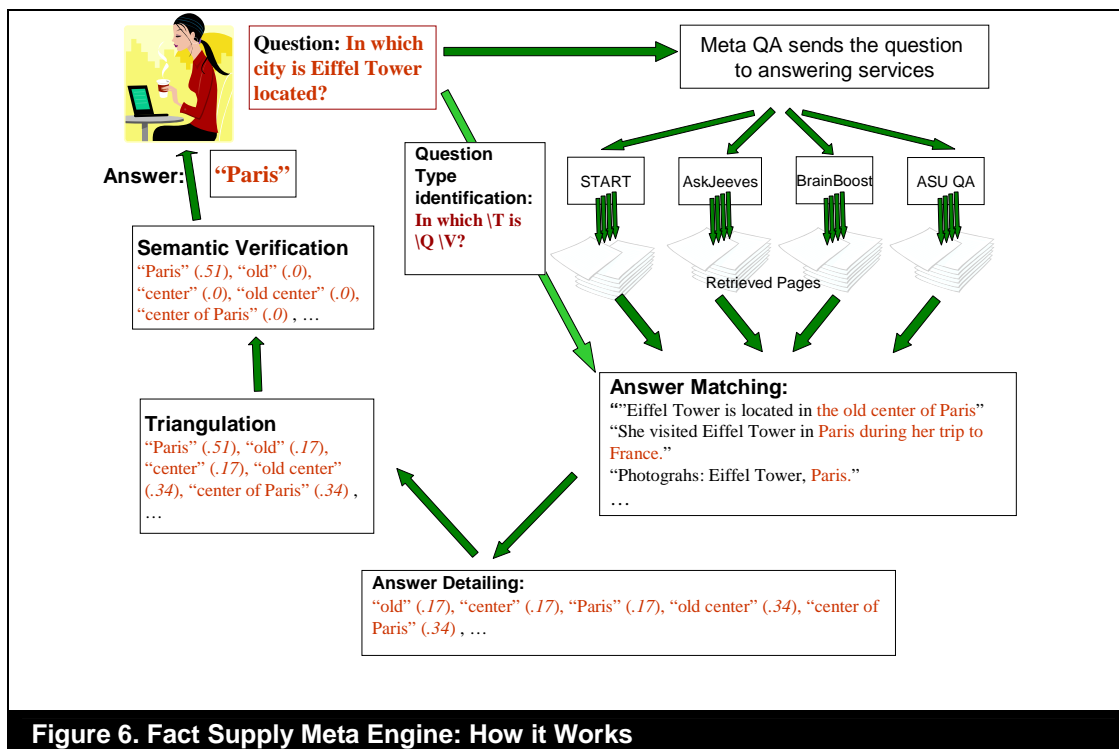 Question: In which
city is Eiffel Tower
located?
Meta QA sends the question
to answering services
Question
Type
identification:
In which \T is
\Q \V?
START
AskJeeves
BrainBoost
ASU QA
Retrieved Pages
Answer:
“Paris”
Semantic Verification
“Paris” (.51), “old” (.0),
“center” (.0), “old center” (.0),
“center of Paris” (.0) , …
Triangulation
“Paris” (.51), “old” (.17),
“center” (.17), “old center”
(.34), “center of Paris” (.34) ,
…
Answer Matching:
“”Eiffel Tower is located in the old center of Paris”
“She visited Eiffel Tower in Paris during her trip to
France.”
“Photograhs: Eiffel Tower, Paris.”
…
Answer Detailing:
“old” (.17), “center” (.17), “Paris” (.17), “old center” (.34), “center of
Paris” (.34) , …
Figure 6. Fact Supply Meta Engine: How it Works